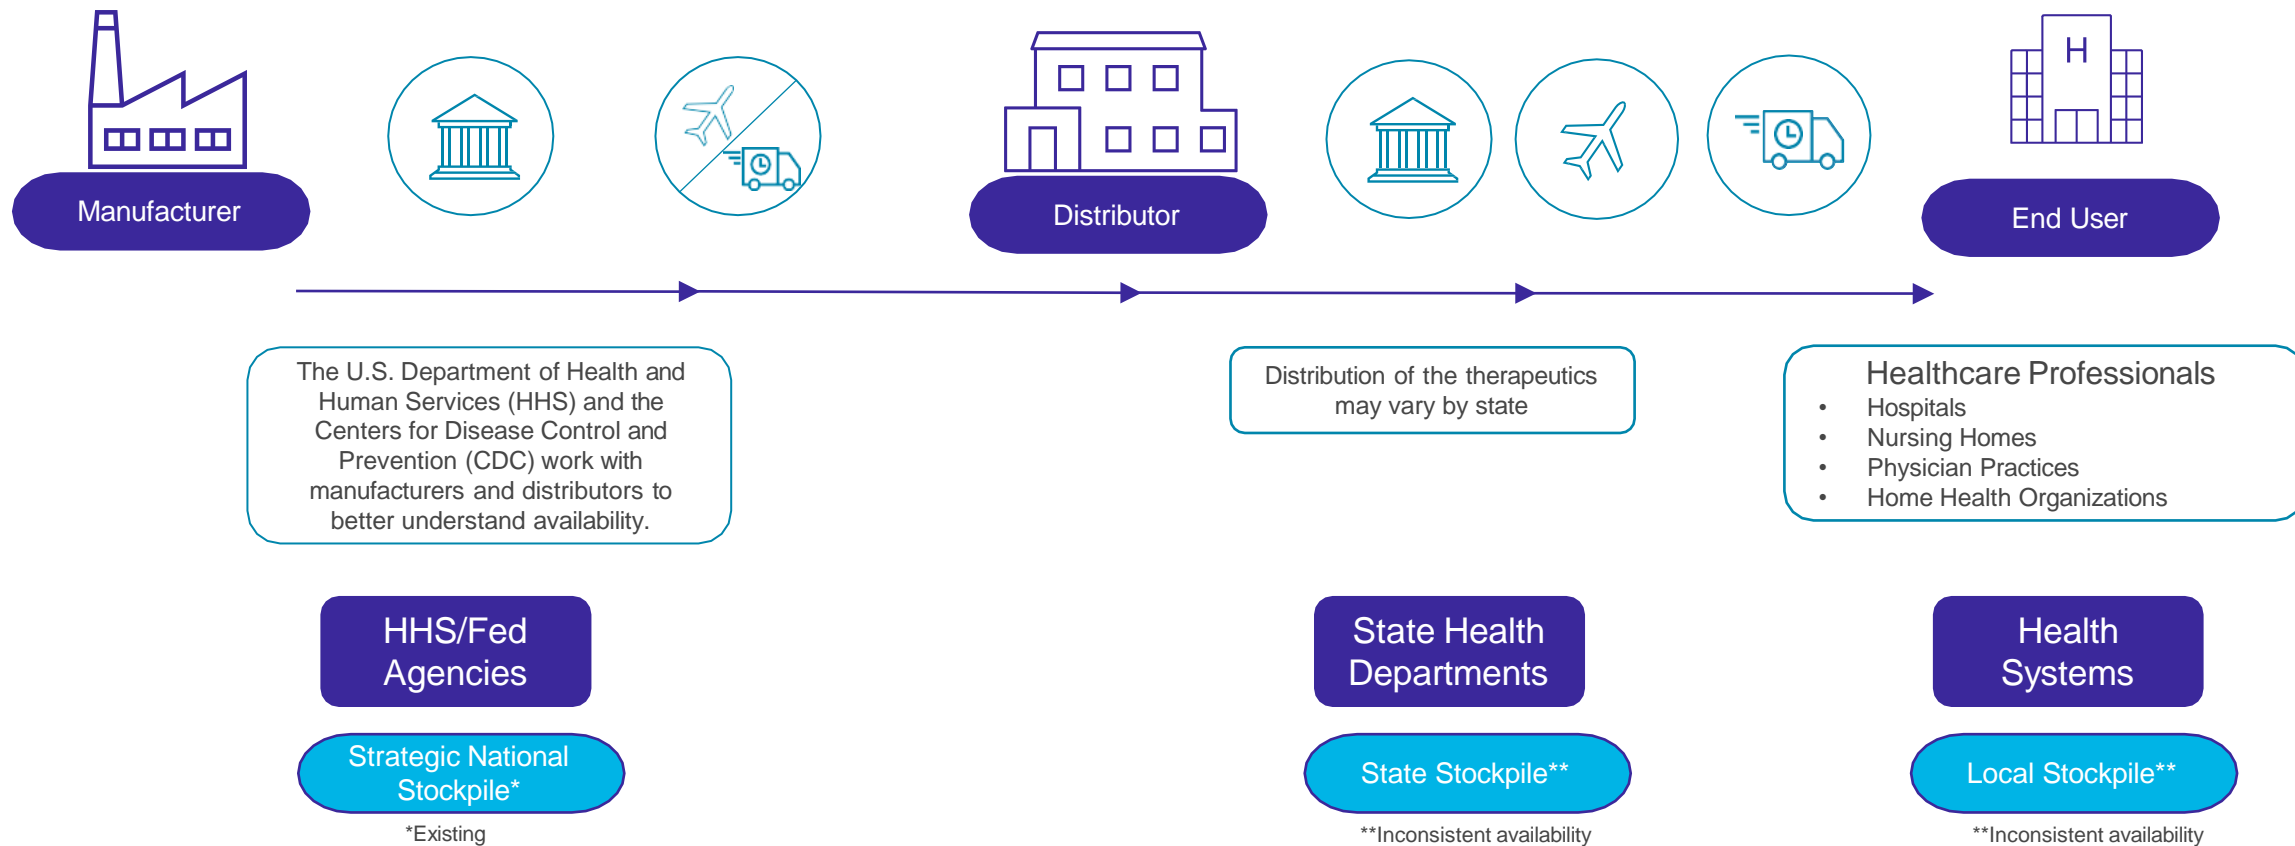 H
Manufacturer
Distributor
End User
The U.S. Department of Health and
Human Services (HHS) and the
Centers for Disease Control and
Prevention (CDC) work with
manufacturers and distributors to
better understand availability.
Distribution of the therapeutics
may vary by state
Healthcare Professionals
• Hospitals
• Nursing Homes
• Physician Practices
• Home Health Organizations
HHS/Fed
Agencies
State Health
Departments
Health
Systems
Strategic National
Stockpile*
State Stockpile**
Local Stockpile**
*Existing
**Inconsistent availability
**Inconsistent availability